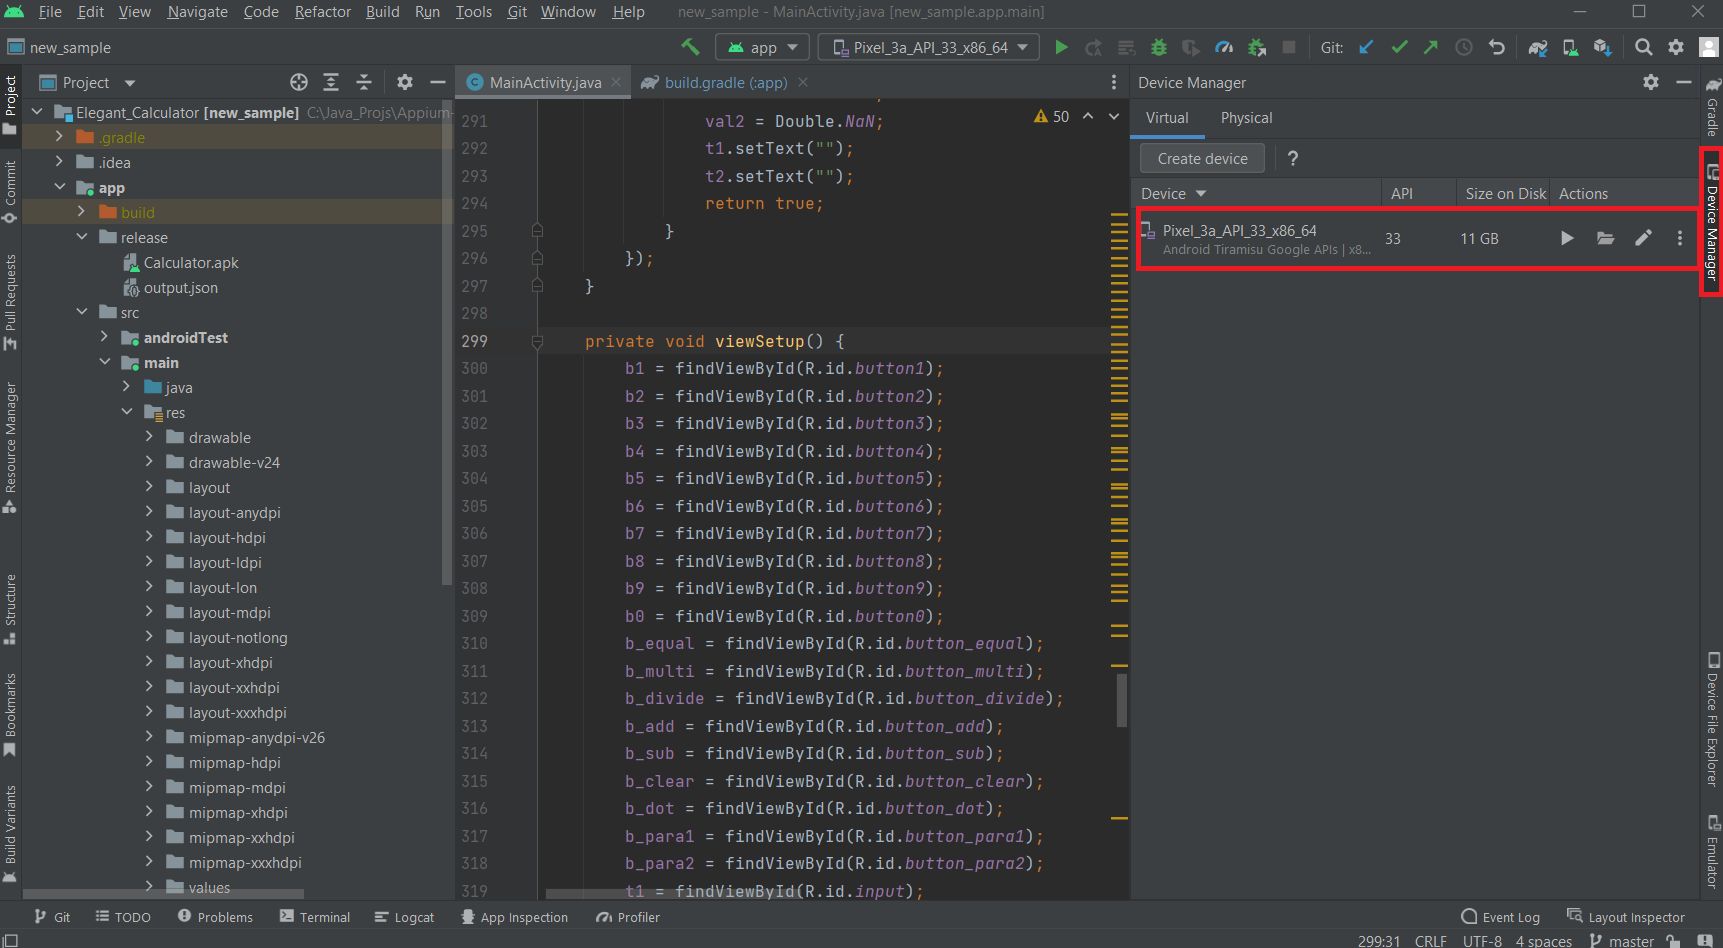 File Edit View Navigate Code Refactor Build Run Tools Git Window Help new_sample - MainActivity.java [new_sample.app.main]
new_sample app Pixel_3a_API_33_x86_64 Git:
Project
Commit
Pull Requests
Resource Manager
Structure
Bookmarks
Build Variants
Project
Elegant_Calculator [new_sample] C:\Java_Projs\Appium-
.gradle
.idea
app
build
release
Calculator.apk
output.json
src
androidTest
main
java
res
drawable
drawable-v24
layout
layout-anydpi
layout-hdpi
layout-ldpi
layout-lon
layout-mdpi
layout-notlong
layout-xhdpi
layout-xxhdpi
layout-xxxhdpi
mipmap-anydpi-v26
mipmap-hdpi
mipmap-mdpi
mipmap-xhdpi
mipmap-xxhdpi
mipmap-xxxhdpi
values
MainActivity.java build.gradle (:app)
50
291 val2 = Double.NaN;
292 t1.setText("");
293 t2.setText("");
294 return true;
295 }
296 });
297 }
298
299 private void viewSetup() {
300 b1 = findViewById(R.id.button1);
301 b2 = findViewById(R.id.button2);
302 b3 = findViewById(R.id.button3);
303 b4 = findViewById(R.id.button4);
304 b5 = findViewById(R.id.button5);
305 b6 = findViewById(R.id.button6);
306 b7 = findViewById(R.id.button7);
307 b8 = findViewById(R.id.button8);
308 b9 = findViewById(R.id.button9);
309 b0 = findViewById(R.id.button0);
310 b_equal = findViewById(R.id.button_equal);
311 b_multi = findViewById(R.id.button_multi);
312 b_divide = findViewById(R.id.button_divide);
313 b_add = findViewById(R.id.button_add);
314 b_sub = findViewById(R.id.button_sub);
315 b_clear = findViewById(R.id.button_clear);
316 b_dot = findViewById(R.id.button_dot);
317 b_para1 = findViewById(R.id.button_para1);
318 b_para2 = findViewById(R.id.button_para2);
319 t1 = findViewById(R.id.input);
Device Manager
Virtual Physical
Create device ?
Device API Size on Disk Actions
Pixel_3a_API_33_x86_64 33 11 GB
Android Tiramisu Google APIs | x8...
Gradle
Device Manager
Device File Explorer
Emulator
Git TODO Problems Terminal Logcat App Inspection Profiler Event Log Layout Inspector
299:31 CRLF UTF-8 4 spaces master